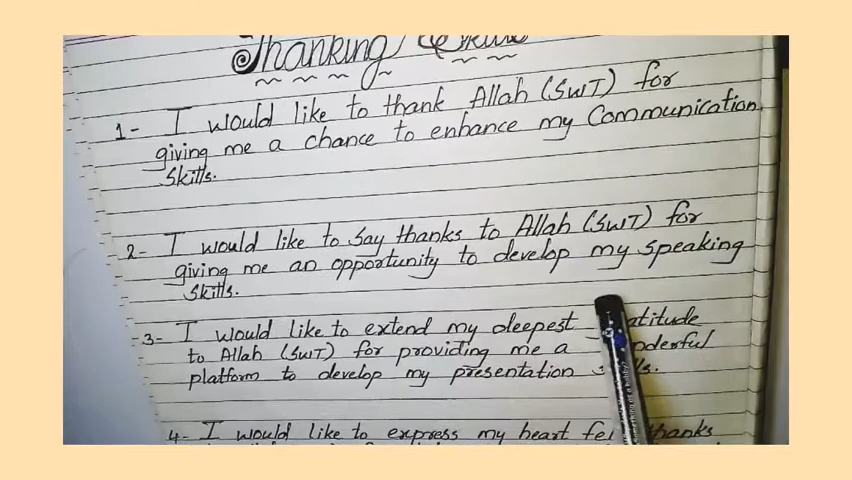 Thanking Skills
1- I would like to thank Allah (SWT) for
giving me a chance to enhance my Communication
Skills.
2- I would like to Say thanks to Allah (SWT) for
giving me an opportunity to develop my Speaking
Skills.
3- I would like to extend my deepest
to Allah (SWT) for providing me a
platform to develop my presentation
4- I would like to express my heart thanks